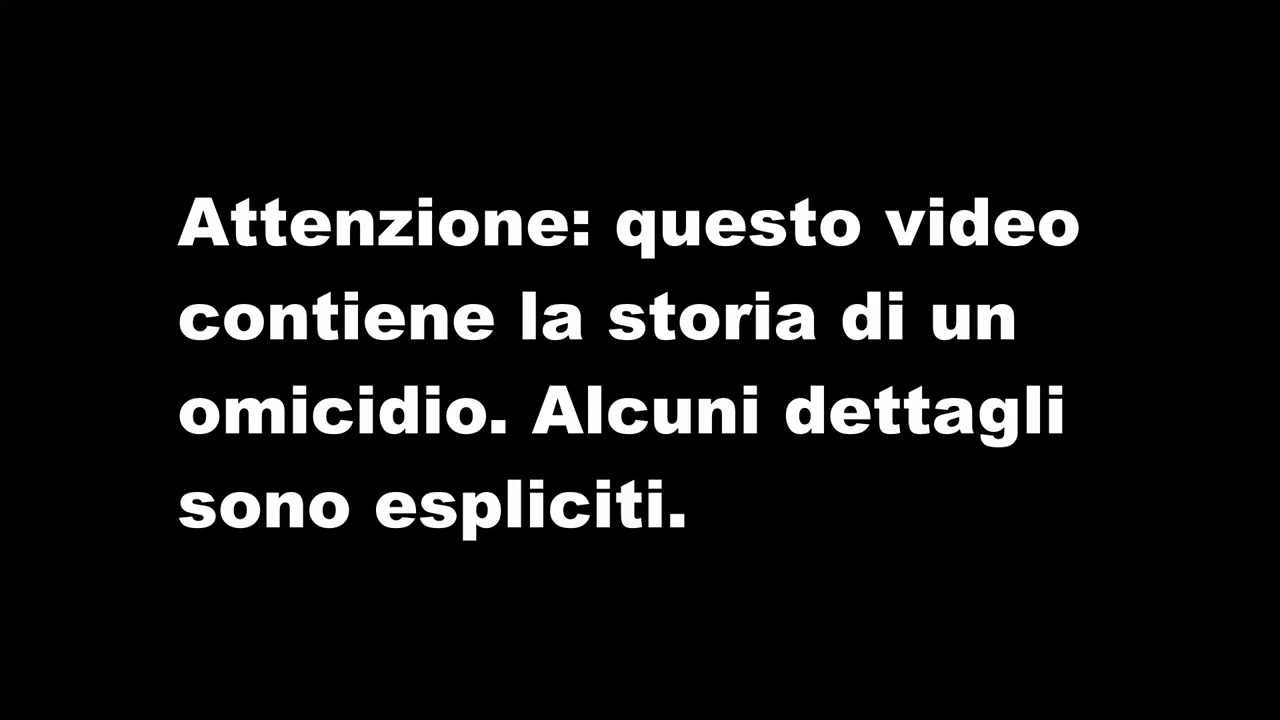 Attenzione: questo video
contiene la storia di un
omicidio. Alcuni dettagli
sono espliciti.